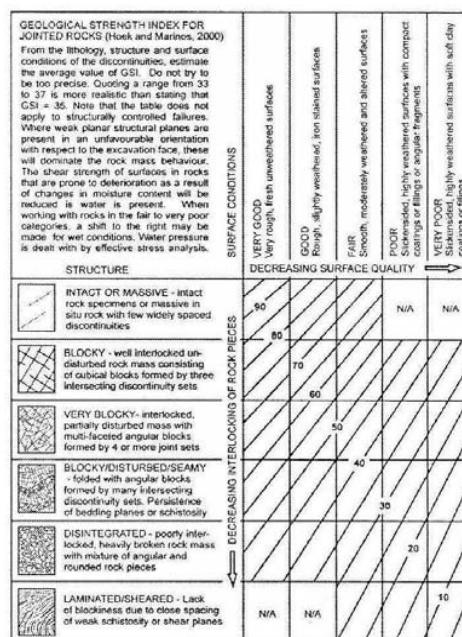 GEOLOGICAL STRENGTH INDEX FOR
JOINTED ROCKS (Hoek and Marinos, 2000)
From the lithology, structure and surface
conditions of the discontinuities, estimate
the average value of GSI. Do not try to
be too precise. Quoting a range from 33
to 37 is more realistic than stating that
GSI = 35. Note that the table does not
apply to structurally controlled failures.
Where weak planar structural planes are
present in an unfavourable orientation
with respect to the excavation face, these
will dominate the rock mass behaviour.
The shear strength of surfaces in rocks
that are prone to deterioration as a result
of changes in moisture content will be
reduced is water is present. When
working with rocks in the fair to very poor
categories, a shift to the right may be
made for wet conditions. Water pressure
is dealt with by effective stress analysis.
SURFACE CONDITIONS
VERY GOOD
Very rough, fresh unweathered surfaces
GOOD
Rough, slightly weathered, iron stained surfaces
FAIR
Smooth, moderately weathered and altered surfaces
POOR
Slickensided, highly weathered surfaces with compact
coatings or fillings or angular fragments
VERY POOR
Slickensided, highly weathered surfaces with soft clay
coatings or fillings
STRUCTURE
DECREASING SURFACE QUALITY
DECREASING INTERLOCKING OF ROCK PIECES
INTACT OR MASSIVE - intact
rock specimens or massive in
situ rock with few widely spaced
discontinuities
90
80
N/A
N/A
BLOCKY - well interlocked un-
disturbed rock mass consisting
of cubical blocks formed by three
intersecting discontinuity sets
70
60
VERY BLOCKY- interlocked,
partially disturbed mass with
multi-faceted angular blocks
formed by 4 or more joint sets
50
BLOCKY/DISTURBED/SEAMY
- folded with angular blocks
formed by many intersecting
discontinuity sets. Persistence
of bedding planes or schistosity
40
30
DISINTEGRATED - poorly inter-
locked, heavily broken rock mass
with mixture of angular and
rounded rock pieces
20
LAMINATED/SHEARED - Lack
of blockiness due to close spacing
of weak schistosity or shear planes
N/A
N/A
10